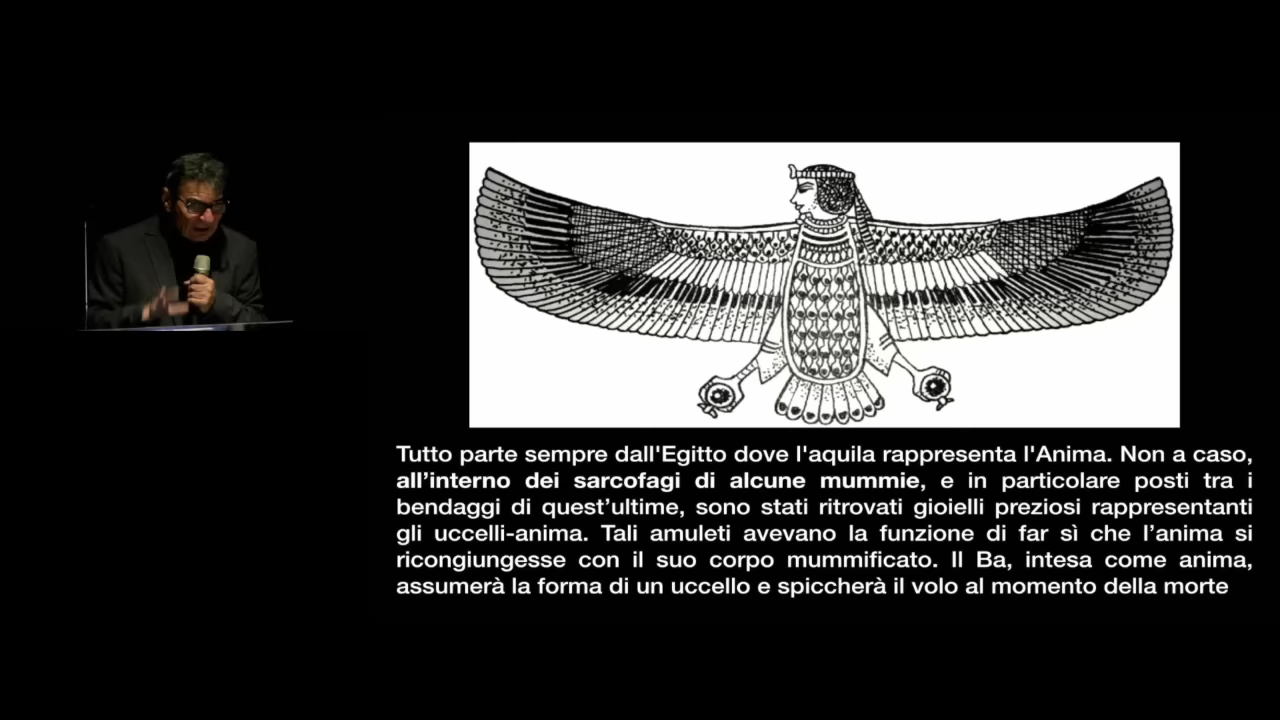 Tutto parte sempre dall'Egitto dove l'aquila rappresenta l'Anima. Non a caso,
all’interno dei sarcofagi di alcune mummie, e in particolare posti tra i
bendaggi di quest’ultime, sono stati ritrovati gioielli preziosi rappresentanti
gli uccelli-anima. Tali amuleti avevano la funzione di far sì che l’anima si
ricongiungesse con il suo corpo mummificato. Il Ba, intesa come anima,
assumerà la forma di un uccello e spiccherà il volo al momento della morte